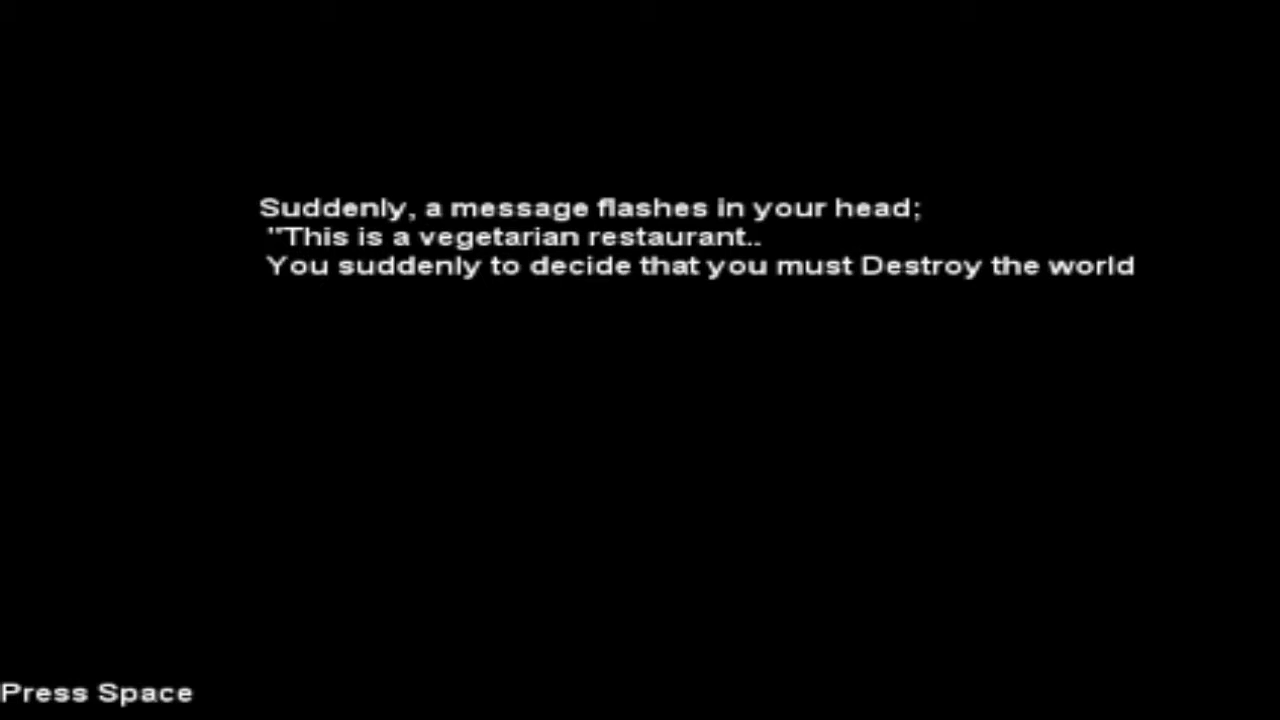 Suddenly, a message flashes in your head;
"This is a vegetarian restaurant..
You suddenly to decide that you must Destroy the world
Press Space